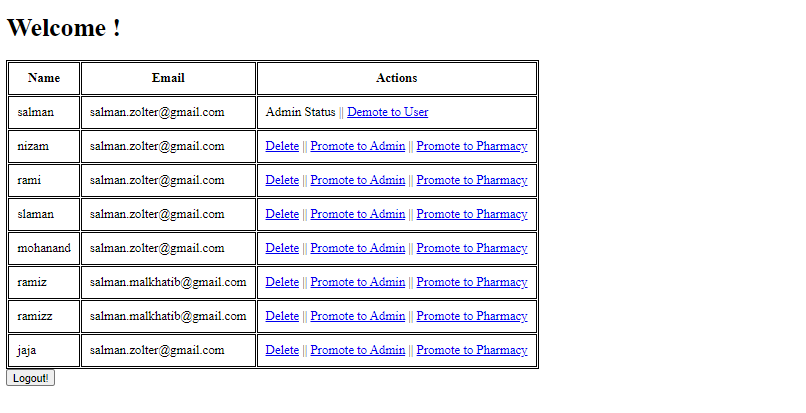 Welcome !
Name Email Actions
salman salman.zolter@gmail.com Admin Status || Demote to User
nizam salman.zolter@gmail.com Delete || Promote to Admin || Promote to Pharmacy
rami salman.zolter@gmail.com Delete || Promote to Admin || Promote to Pharmacy
slaman salman.zolter@gmail.com Delete || Promote to Admin || Promote to Pharmacy
mohanand salman.zolter@gmail.com Delete || Promote to Admin || Promote to Pharmacy
ramiz salman.malkhatib@gmail.com Delete || Promote to Admin || Promote to Pharmacy
ramizz salman.malkhatib@gmail.com Delete || Promote to Admin || Promote to Pharmacy
jaja salman.zolter@gmail.com Delete || Promote to Admin || Promote to Pharmacy
Logout!